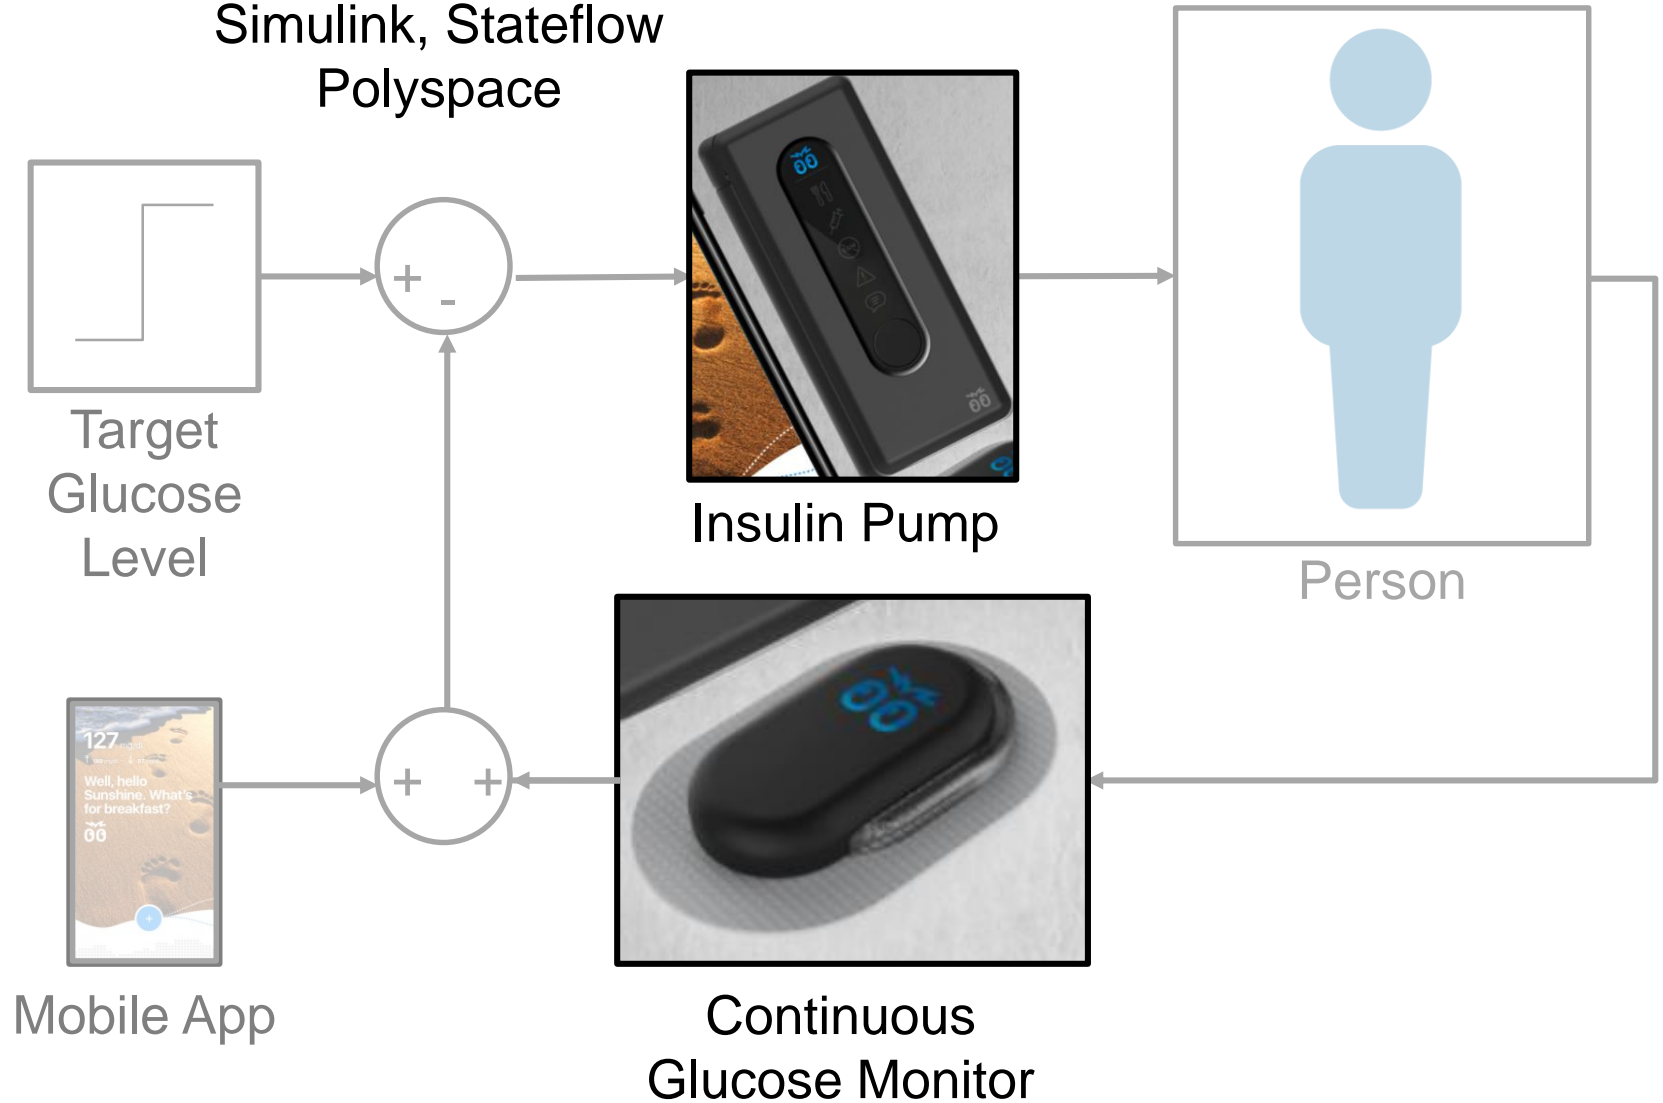 Simulink, Stateflow
Polyspace
+
-
Target
Glucose
Level
Insulin Pump
Person
127
Well, hello
Sunshine. What's
for breakfast?
+
+
+
Mobile App
Continuous
Glucose Monitor